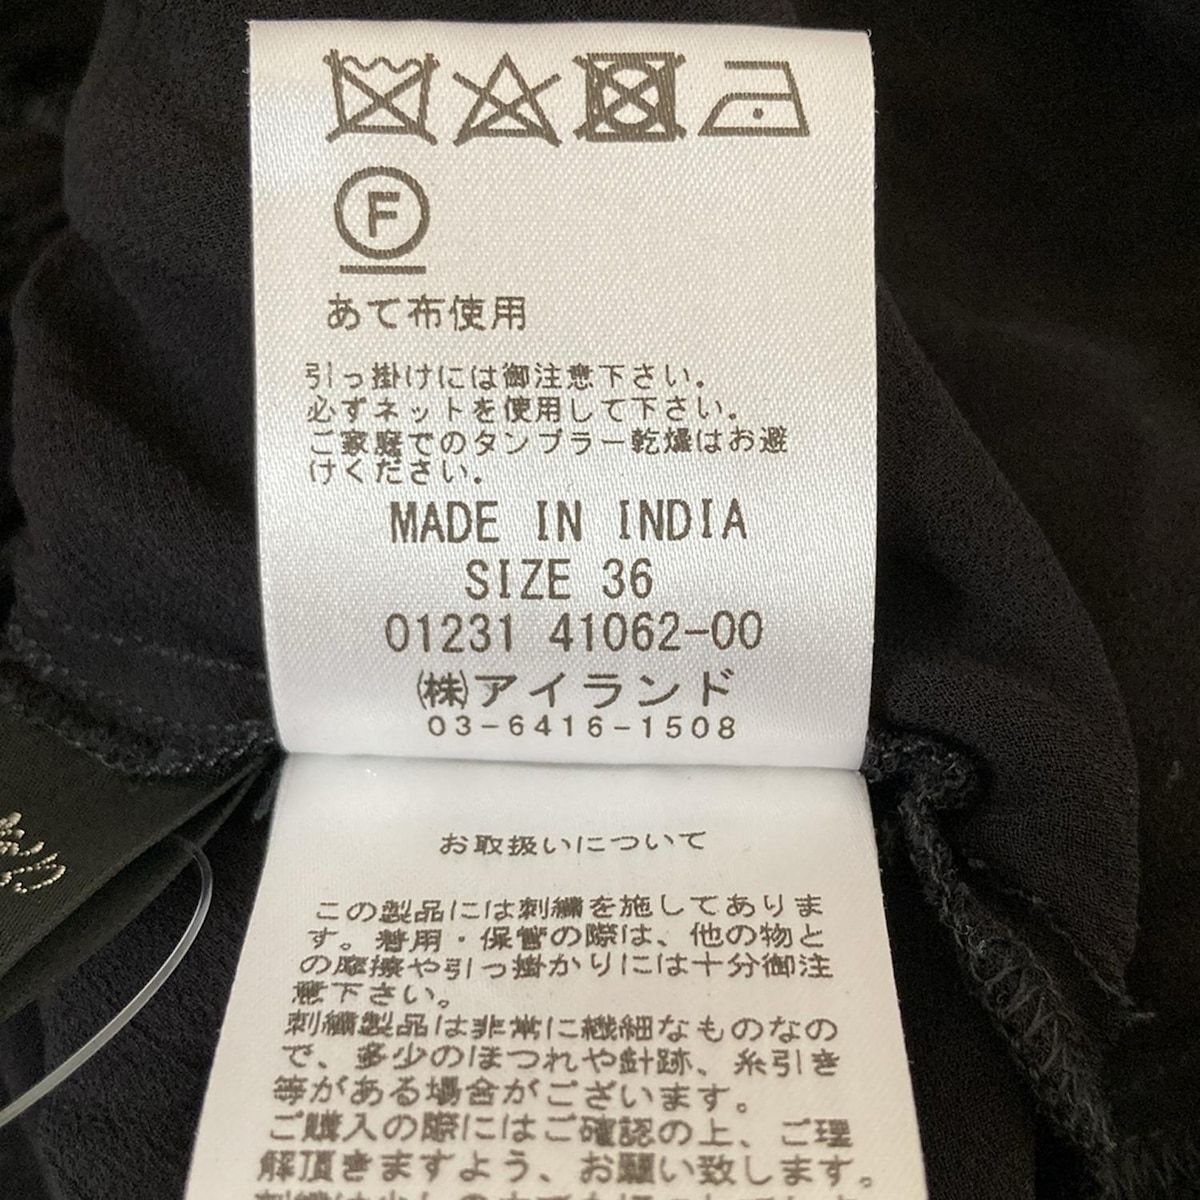 F
あて布使用
引っ掛けには御注意下さい。
必ずネットを使用して下さい。
ご家庭でのタンブラー乾燥はお避
けください。
MADE IN INDIA
SIZE 36
01231 41062-00
㈱アイランド
03-6416-1508
お取扱いについて
この製品には刺繍を施してありま
す。着用・保管の際は、他の物と
の摩擦や引っ掛かりには十分御注
意下さい。
刺繍製品は非常に繊細なものなの
で、多少のほつれや針跡、糸引き
等がある場合がございます。
ご購入の際にはご確認の上、ご理
解頂きますよう、お願い致します。